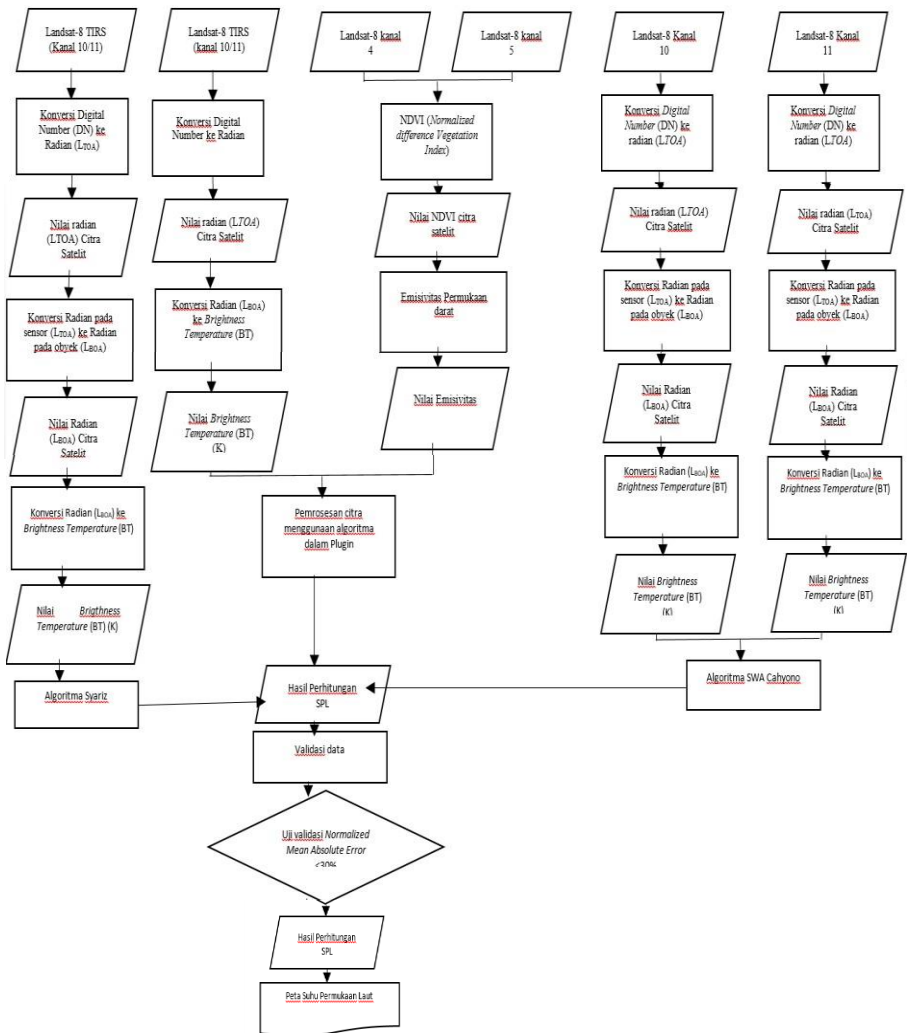 Landsat-8 TIRS
(Kanal 10/11)
Konversi Digital
Number (DN) ke
Radian (LTOA)
Nilai radian
(LTOA) Citra
Satelit
Konversi Radian pada
sensor (LTOA) ke Radian
pada obyek (LBOA)
Nilai Radian
(LBOA) Citra
Satelit
Konversi Radian (LBOA) ke
Brightness Temperature (BT)
Nilai Brigthness
Temperature (BT) (K)
Algoritma Syariz
Landsat-8 TIRS
(kanal 10/11)
Konversi Digital
Number ke Radian
Nilai radian (LTOA)
Citra Satelit
Konversi Radian (LBOA)
ke Brightness
Temperature (BT)
Nilai Brightness
Temperature (BT)
(K)
Landsat-8 kanal
4
Landsat-8 kanal
5
NDVI (Normalized
difference Vegetation
Index)
Nilai NDVI citra
satelit
Emisivitas Permukaan
darat
Nilai Emisivitas
Pemrosesan citra
menggunaan algoritma
dalam Plugin
Landsat-8 Kanal
10
Konversi Digital
Number (DN) ke
radian (LTOA)
Nilai radian (LTOA)
Citra Satelit
Konversi Radian pada
sensor (LTOA) ke Radian
pada obyek (LBOA)
Nilai Radian
(LBOA) Citra
Satelit
Konversi Radian (LBOA) ke
Brightness Temperature (BT)
Nilai Brightness
Temperature (BT)
(K)
Landsat-8 Kanal
11
Konversi Digital
Number (DN) ke
radian (LTOA)
Nilai radian (LTOA)
Citra Satelit
Konversi Radian pada
sensor (LTOA) ke Radian
pada obyek (LBOA)
Nilai Radian
(LBOA) Citra
Satelit
Konversi Radian (LBOA) ke
Brightness Temperature (BT)
Nilai Brightness
Temperature (BT)
(K)
Algoritma SWA Cahyono
Hasil Perhitungan
SPL
Validasi data
Uji validasi Normalized
Mean Absolute Error
≤30%
Hasil Perhitungan
SPL
Peta Suhu Permukaan Laut